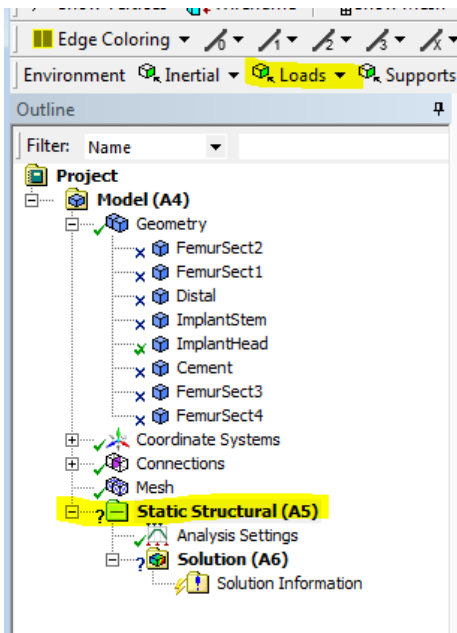 Edge Coloring
Environment Inertial Loads Supports
Outline
Filter: Name
Project
Model (A4)
Geometry
FemurSect2
FemurSect1
Distal
ImplantStem
ImplantHead
Cement
FemurSect3
FemurSect4
Coordinate Systems
Connections
Mesh
Static Structural (A5)
Analysis Settings
Solution (A6)
Solution Information